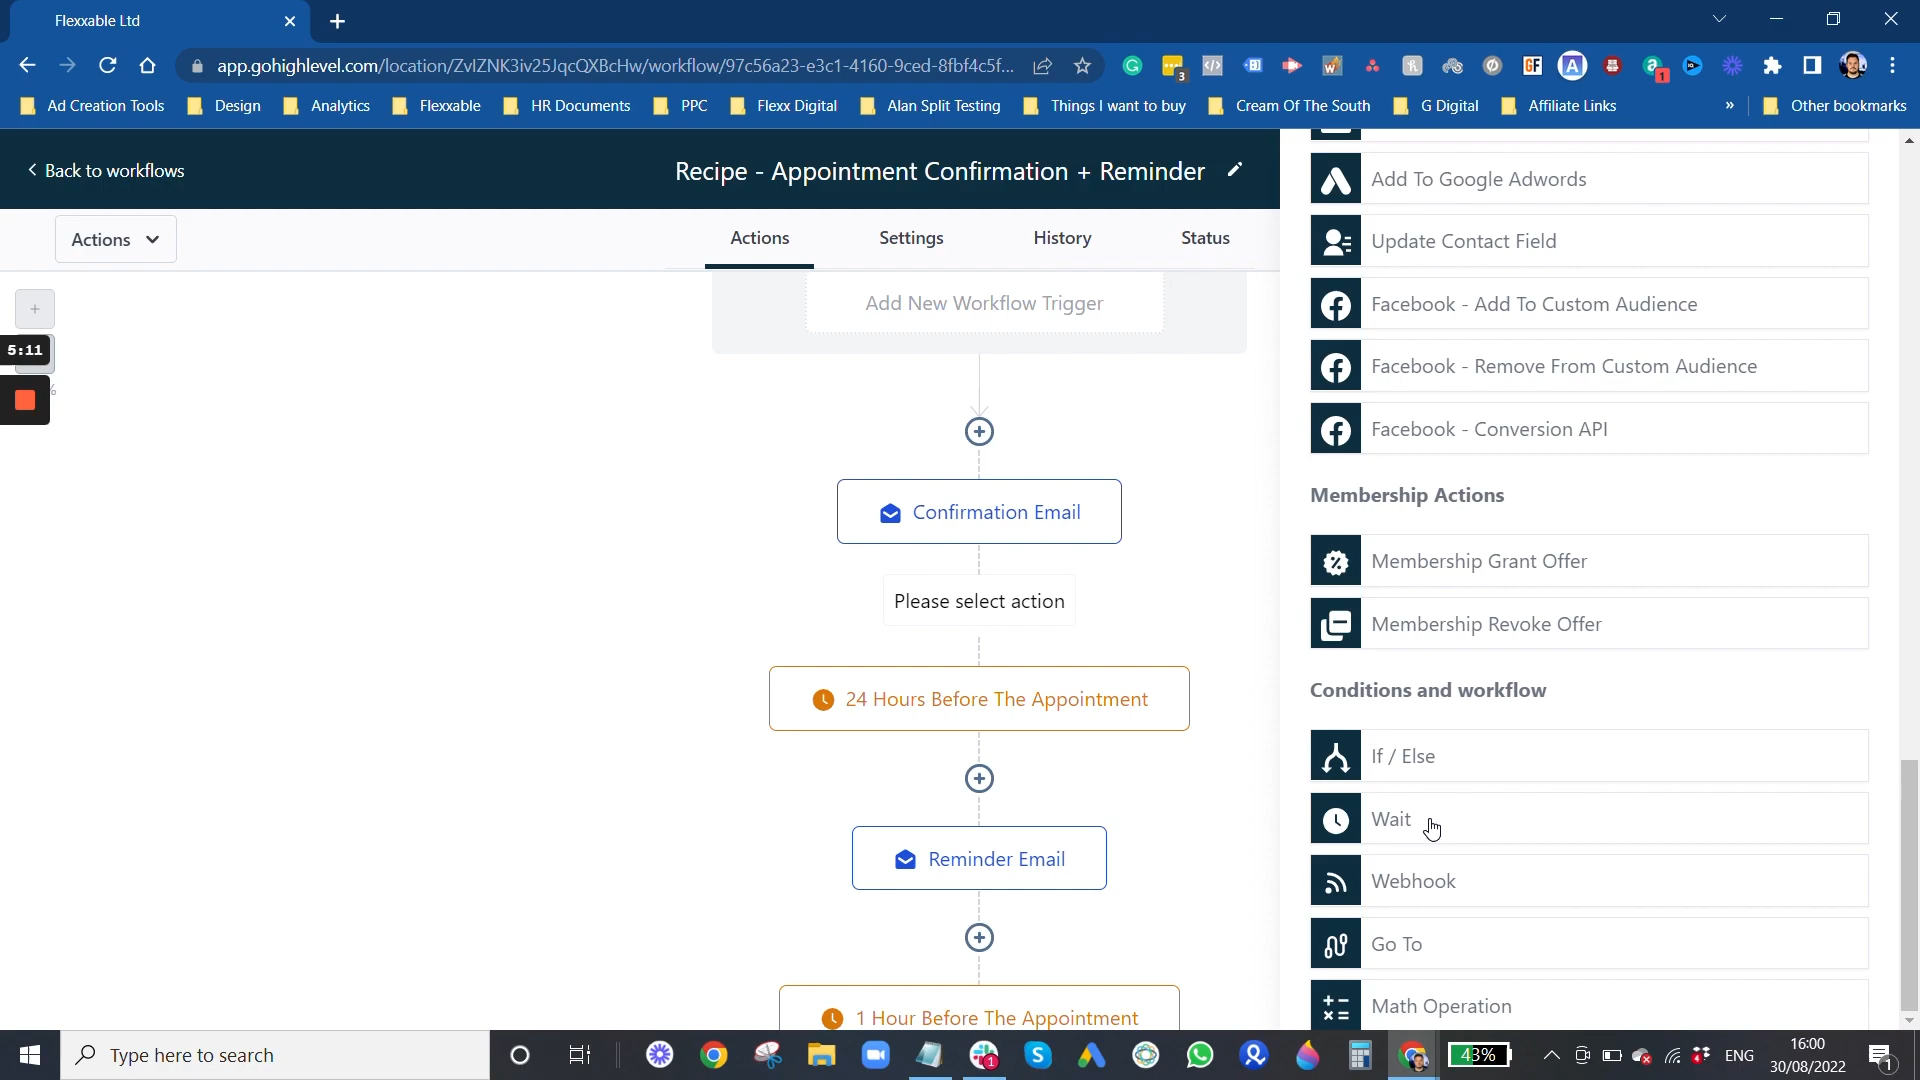 Flexxable Ltd
app.gohighlevel.com/location/ZvlZNK3iv25JqcQXBcHw/workflow/97c56a23-e3c1-4160-9ced-8fbf4c5f...
3
GF
A
1
Ad Creation Tools
Design
Analytics
Flexxable
HR Documents
PPC
Flexx Digital
Alan Split Testing
Things I want to buy
Cream Of The South
G Digital
Affiliate Links
»
Other bookmarks
Back to workflows
Recipe - Appointment Confirmation + Reminder
Actions
Actions
Settings
History
Status
5:11
Add New Workflow Trigger
Confirmation Email
Please select action
24 Hours Before The Appointment
Reminder Email
1 Hour Before The Appointment
Add To Google Adwords
Update Contact Field
Facebook - Add To Custom Audience
Facebook - Remove From Custom Audience
Facebook - Conversion API
Membership Actions
Membership Grant Offer
Membership Revoke Offer
Conditions and workflow
If / Else
Wait
Webhook
Go To
Math Operation
Type here to search
1
43%
4
ENG
16:00
30/08/2022
1